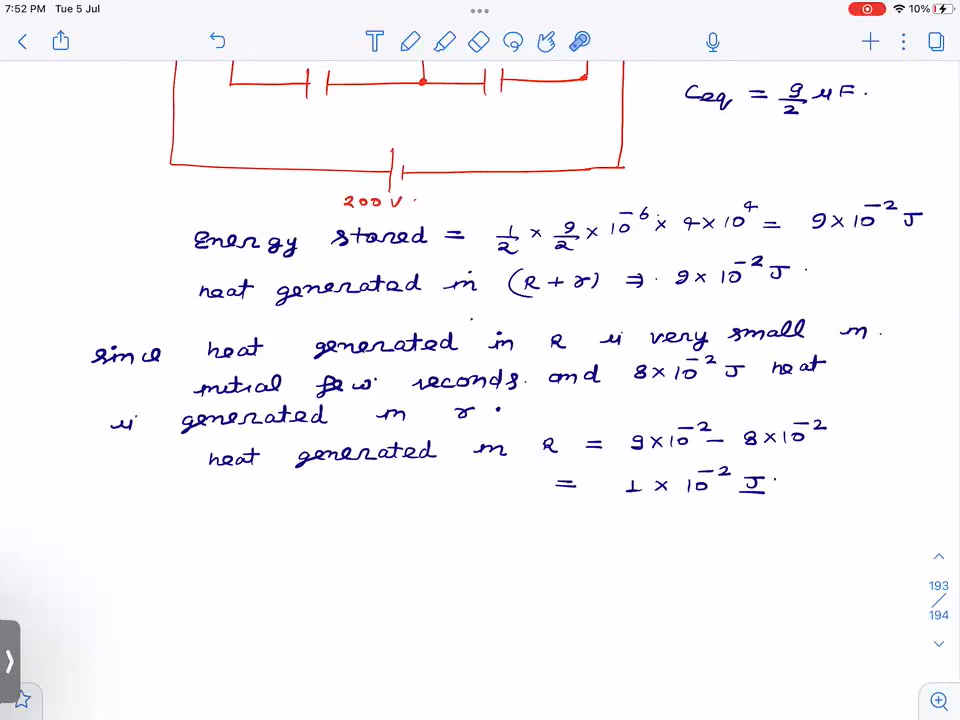 7:52 PM Tue 5 Jul
10%
Ceq = 9/2 μF.
200 V.
Energy stored = 1/2 × 9/2 × 10^-6 × 4 × 10^4 = 9 × 10^-2 J
heat generated in (R + r) ⇒ 9 × 10^-2 J.
since heat generated in R is very small in
initial few seconds. and 8 × 10^-2 J heat
is generated in r.
heat generated in R = 9 × 10^-2 - 8 × 10^-2
= 1 × 10^-2 J.
193
/
194